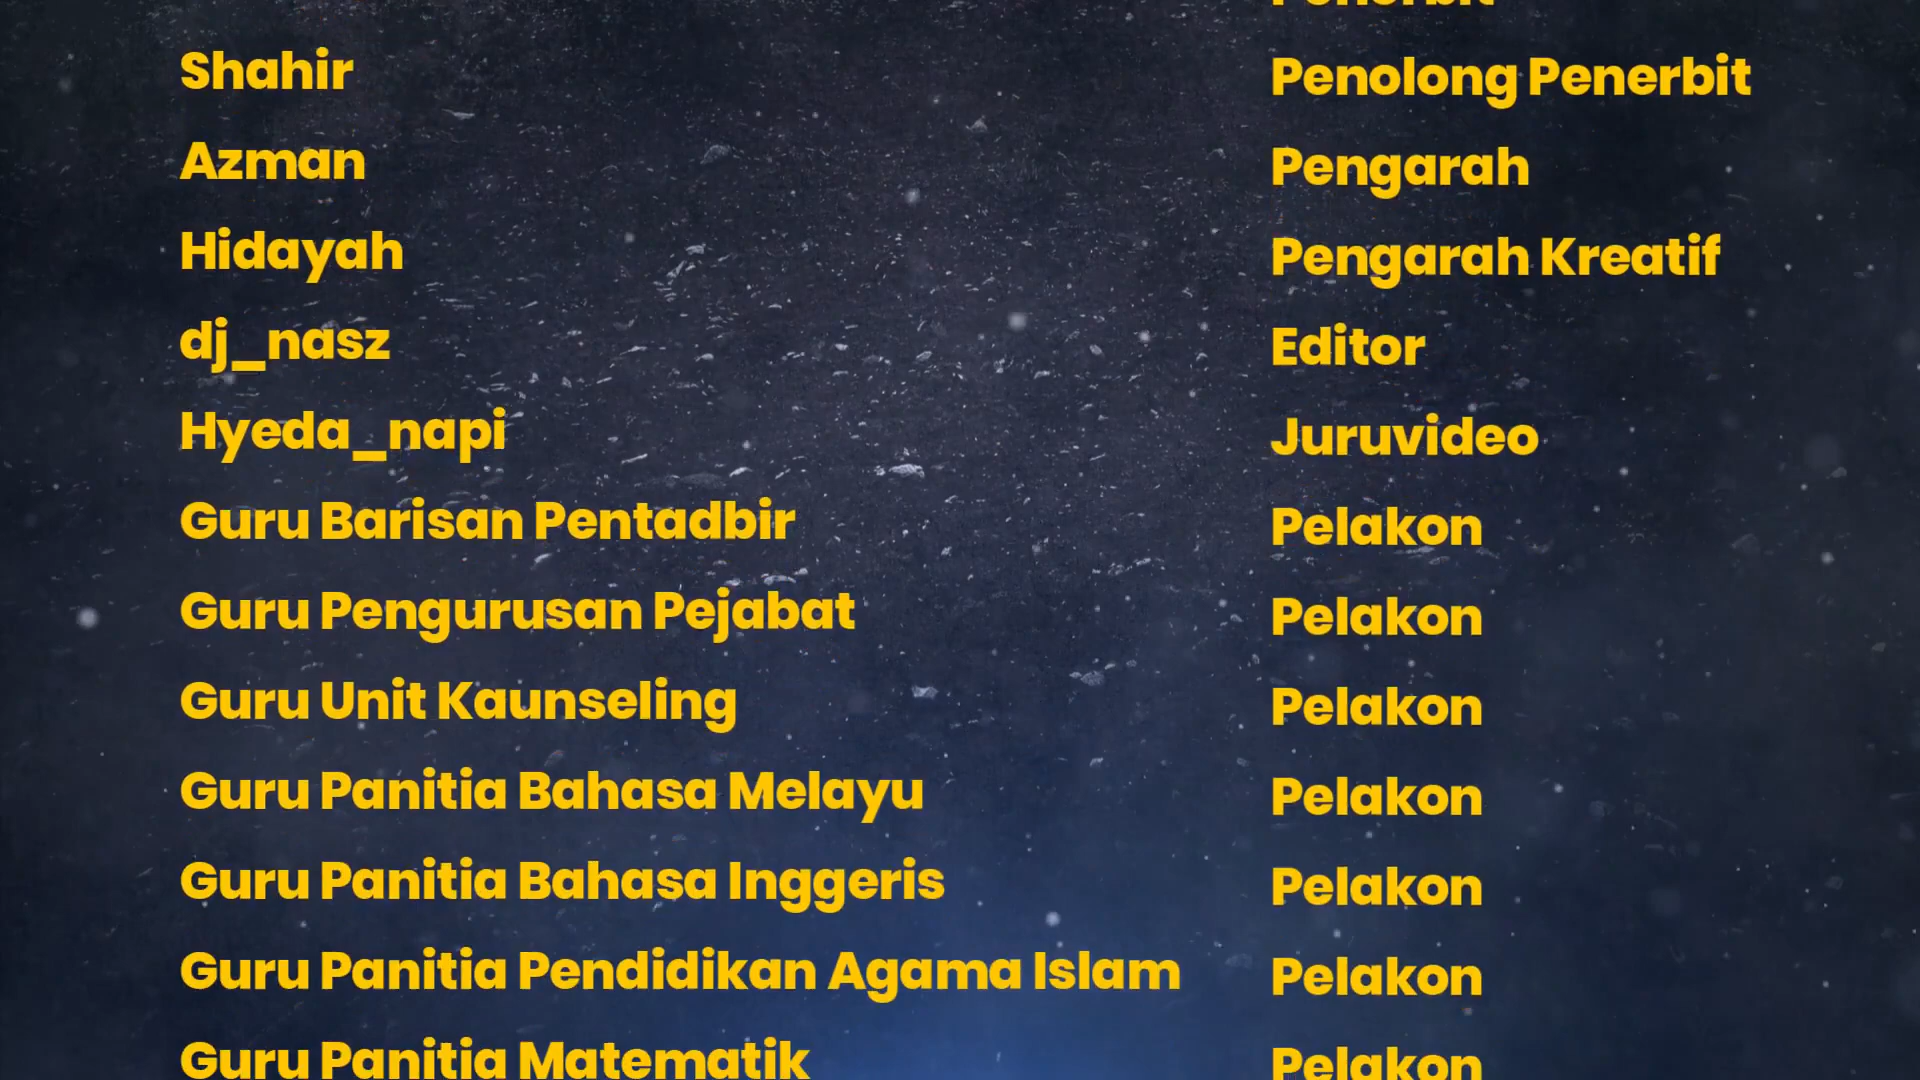 Penerbit
Shahir Penolong Penerbit
Azman Pengarah
Hidayah Pengarah Kreatif
dj_nasz Editor
Hyeda_napi Juruvideo
Guru Barisan Pentadbir Pelakon
Guru Pengurusan Pejabat Pelakon
Guru Unit Kaunseling Pelakon
Guru Panitia Bahasa Melayu Pelakon
Guru Panitia Bahasa Inggeris Pelakon
Guru Panitia Pendidikan Agama Islam Pelakon
Guru Panitia Matematik Pelakon